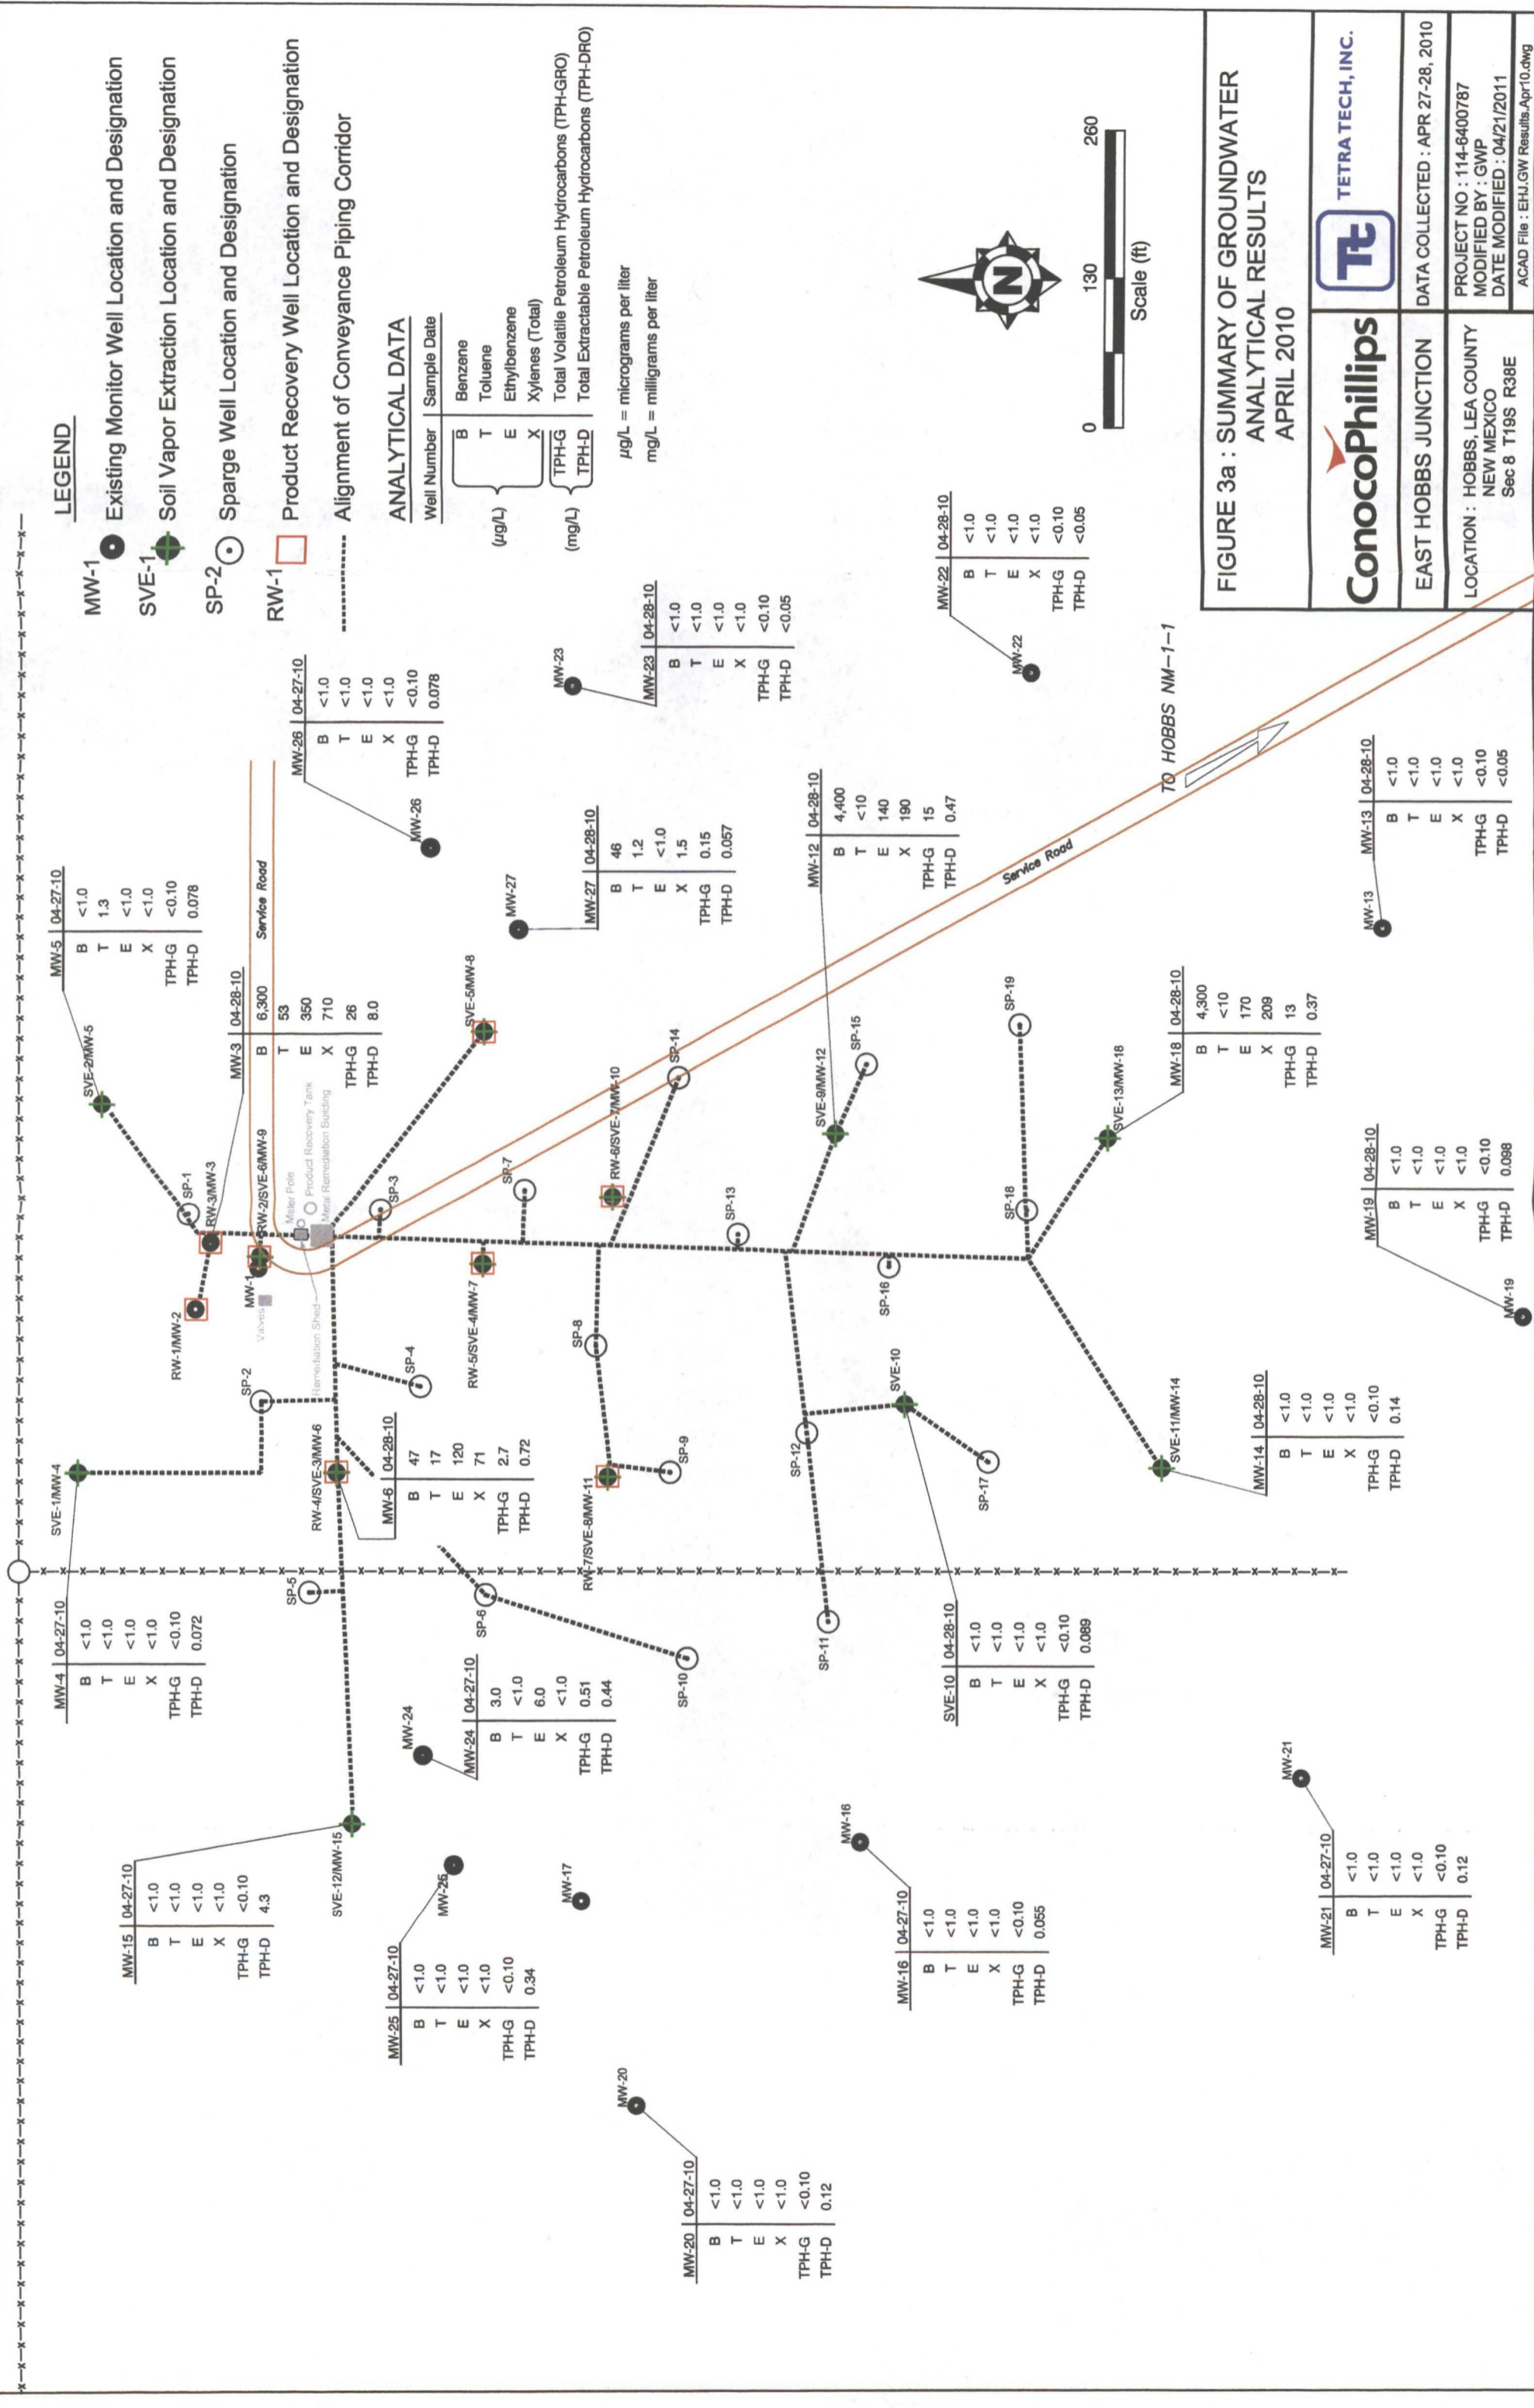 LEGEND
MW-1 Existing Monitor Well Location and Designation
SVE-1 Soil Vapor Extraction Location and Designation
SP-2 Sparge Well Location and Designation
RW-1 Product Recovery Well Location and Designation
Alignment of Conveyance Piping Corridor
ANALYTICAL DATA
Well Number Sample Date
(µg/L)
B Benzene
T Toluene
E Ethylbenzene
X Xylenes (Total)
(mg/L)
TPH-G Total Volatile Petroleum Hydrocarbons (TPH-GRO)
TPH-D Total Extractable Petroleum Hydrocarbons (TPH-DRO)
µg/L = micrograms per liter
mg/L = milligrams per liter
N
0 130 260
Scale (ft)
MW-4 04-27-10
B <1.0
T <1.0
E <1.0
X <1.0
TPH-G <0.10
TPH-D 0.072
SVE-1/MW-4
MW-5 04-27-10
B <1.0
T 1.3
E <1.0
X <1.0
TPH-G <0.10
TPH-D 0.078
SVE-2/MW-5
MW-15 04-27-10
B <1.0
T <1.0
E <1.0
X <1.0
TPH-G <0.10
TPH-D 4.3
SVE-12/MW-15
MW-3 04-28-10
B 6,300
T 53
E 350
X 710
TPH-G 26
TPH-D 8.0
Service Road
SP-1
RW-3/MW-3
RW-1/MW-2
RW-2/SVE-6/MW-9
MW-1
Valves
Meter Pole
Product Recovery Tank
Metal Remediation Building
Remediation Shed
SP-2
SP-3
SP-4
SP-5
RW-4/SVE-3/MW-6
MW-6 04-28-10
B 47
T 17
E 120
X 71
TPH-G 2.7
TPH-D 0.72
MW-26 04-27-10
B <1.0
T <1.0
E <1.0
X <1.0
TPH-G <0.10
TPH-D 0.078
MW-26
MW-25 04-27-10
B <1.0
T <1.0
E <1.0
X <1.0
TPH-G <0.10
TPH-D 0.34
MW-25
MW-24
MW-24 04-27-10
B 3.0
T <1.0
E 6.0
X <1.0
TPH-G 0.51
TPH-D 0.44
SP-6
RW-5/SVE-4/MW-7
SVE-5/MW-8
SP-7
MW-27
MW-27 04-28-10
B 46
T 1.2
E <1.0
X 1.5
TPH-G 0.15
TPH-D 0.057
MW-23
MW-23 04-28-10
B <1.0
T <1.0
E <1.0
X <1.0
TPH-G <0.10
TPH-D <0.05
MW-17
RW-7/SVE-8/MW-11
SP-8
RW-6/SVE-7/MW-10
SP-9
SP-10
SP-14
MW-20
MW-20 04-27-10
B <1.0
T <1.0
E <1.0
X <1.0
TPH-G <0.10
TPH-D 0.12
SP-13
SP-12
SP-11
SVE-9/MW-12
SP-15
MW-12 04-28-10
B 4,400
T <10
E 140
X 190
TPH-G 15
TPH-D 0.47
MW-16
MW-16 04-27-10
B <1.0
T <1.0
E <1.0
X <1.0
TPH-G <0.10
TPH-D 0.055
SVE-10
SP-16
SP-17
SVE-10 04-28-10
B <1.0
T <1.0
E <1.0
X <1.0
TPH-G <0.10
TPH-D 0.089
SP-18
SP-19
Service Road
MW-22 04-28-10
B <1.0
T <1.0
E <1.0
X <1.0
TPH-G <0.10
TPH-D <0.05
MW-22
SVE-13/MW-18
MW-18 04-28-10
B 4,300
T <10
E 170
X 209
TPH-G 13
TPH-D 0.37
TO HOBBS NM-1-1
SVE-11/MW-14
MW-14 04-28-10
B <1.0
T <1.0
E <1.0
X <1.0
TPH-G <0.10
TPH-D 0.14
MW-21
MW-21 04-27-10
B <1.0
T <1.0
E <1.0
X <1.0
TPH-G <0.10
TPH-D 0.12
MW-19 04-28-10
B <1.0
T <1.0
E <1.0
X <1.0
TPH-G <0.10
TPH-D 0.098
MW-19
MW-13
MW-13 04-28-10
B <1.0
T <1.0
E <1.0
X <1.0
TPH-G <0.10
TPH-D <0.05
FIGURE 3a : SUMMARY OF GROUNDWATER
ANALYTICAL RESULTS
APRIL 2010
ConocoPhillips
Tt TETRA TECH, INC.
EAST HOBBS JUNCTION
DATA COLLECTED : APR 27-28, 2010
LOCATION : HOBBS, LEA COUNTY
NEW MEXICO
Sec 8 T19S R38E
PROJECT NO : 114-6400787
MODIFIED BY : GWP
DATE MODIFIED : 04/21/2011
ACAD File : EHJ.GW Results.Apr10.dwg